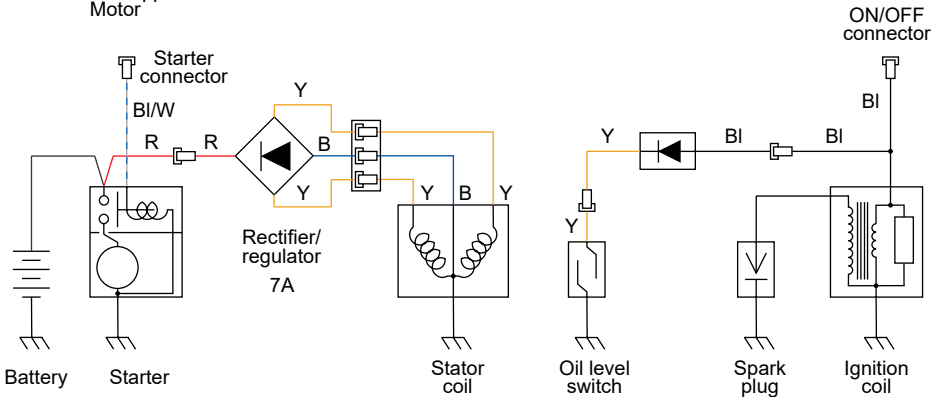 Motor
ON/OFF
connector
Starter
connector
Bl/W
Y
Bl
R
R
B
Y
Bl
Bl
Y
Y
B
Y
Y
Rectifier/
regulator
7A
Battery
Starter
Stator
coil
Oil level
switch
Spark
plug
Ignition
coil